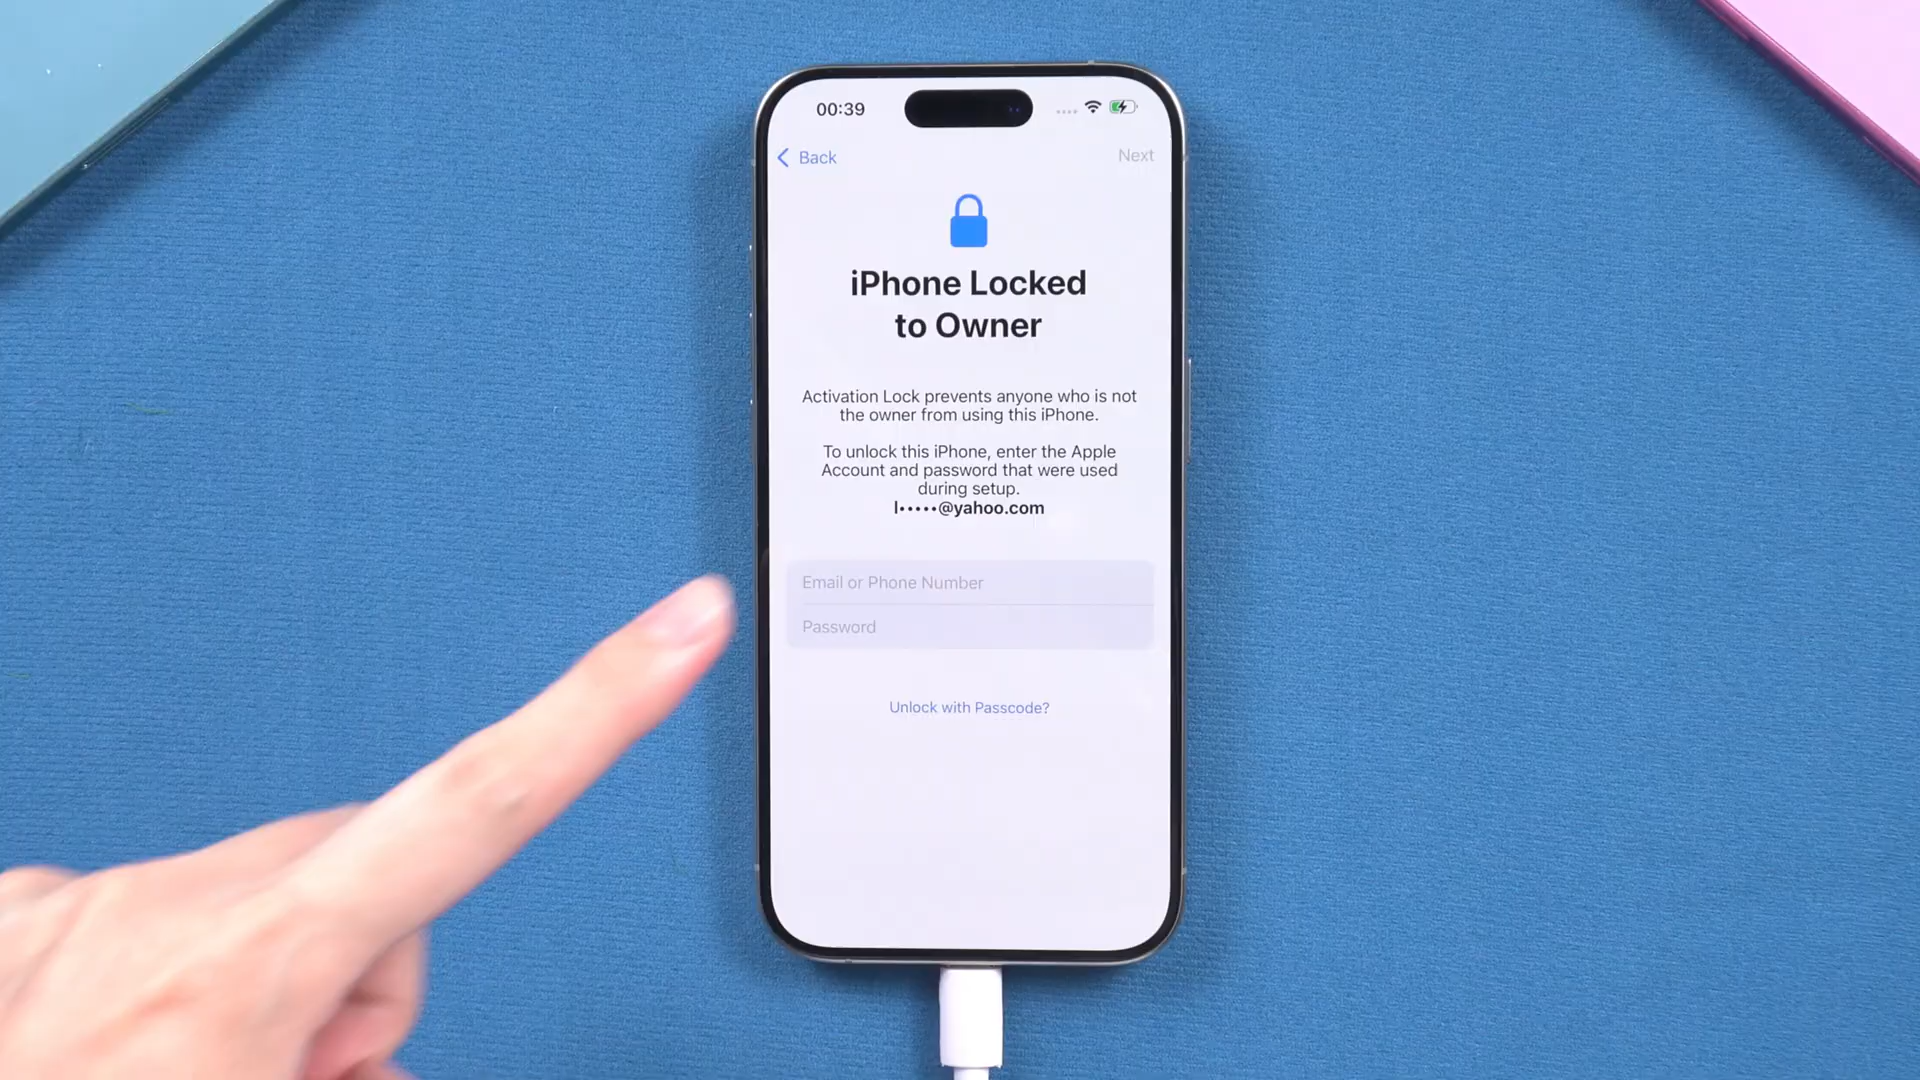 00:39
Back
Next
iPhone Locked
to Owner
Activation Lock prevents anyone who is not
the owner from using this iPhone.
To unlock this iPhone, enter the Apple
Account and password that were used
during setup.
l•••••@yahoo.com
Email or Phone Number
Password
Unlock with Passcode?